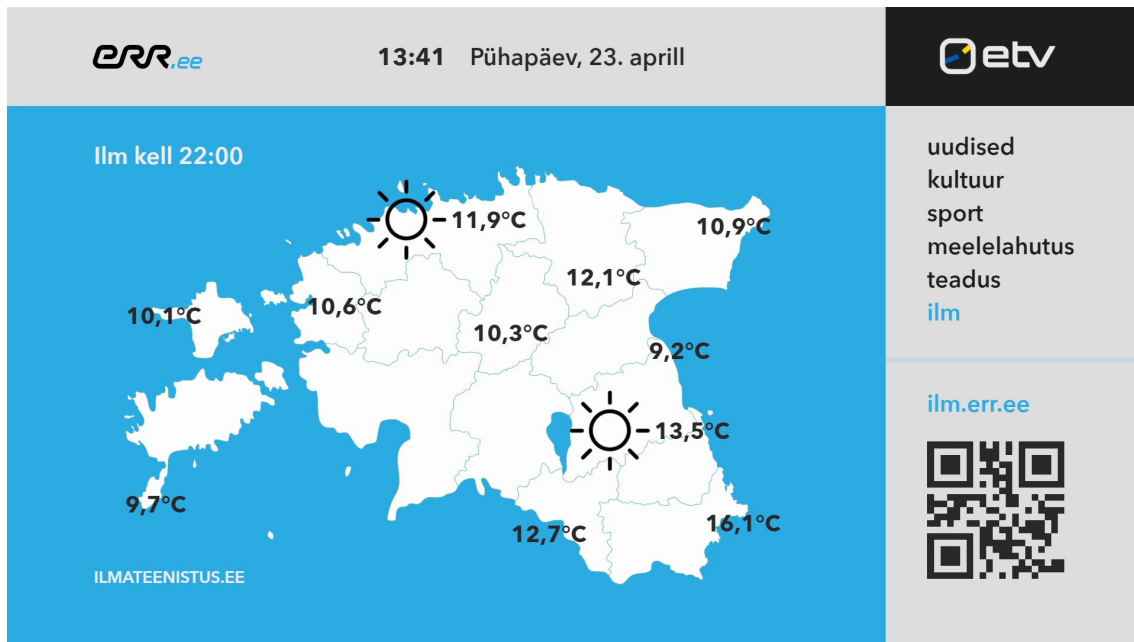 err.ee
13:41 Pühapäev, 23. aprill
etv
Ilm kell 22:00
11,9°C
10,9°C
12,1°C
10,1°C
10,6°C
10,3°C
9,2°C
13,5°C
9,7°C
12,7°C
16,1°C
ILMATEENISTUS.EE
uudised
kultuur
sport
meelelahutus
teadus
ilm
ilm.err.ee